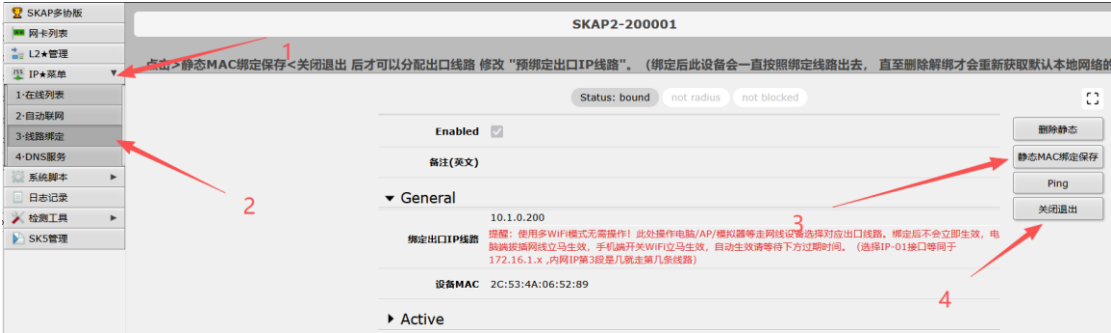 SKAP多协版
SKAP2-200001
网卡列表
L2★管理
IP★菜单
1
点击>静态MAC绑定保存<关闭退出 后才可以分配出口线路 修改 "预绑定出口IP线路"。 (绑定后此设备会一直按照绑定线路出去， 直至删除解绑才会重新获取默认本地网络的
1·在线列表
Status: bound
not radius
not blocked
2·自动联网
3·线路绑定
Enabled
删除静态
4·DNS服务
备注(英文)
静态MAC绑定保存
系统脚本
Ping
日志记录
2
General
3
关闭退出
检测工具
10.1.0.200
SK5管理
绑定出口IP线路
提醒：使用多WiFi模式无需操作！此处操作电脑/AP/模拟器等走网线设备选择对应出口线路。绑定后不会立即生效，电
脑端拔插网线立马生效，手机端开关WiFi立马生效，自动生效请等待下方过期时间。 (选择IP-01接口等同于
172.16.1.x ,内网IP第3段是几就走第几条线路)
设备MAC
2C:53:4A:06:52:89
4
Active